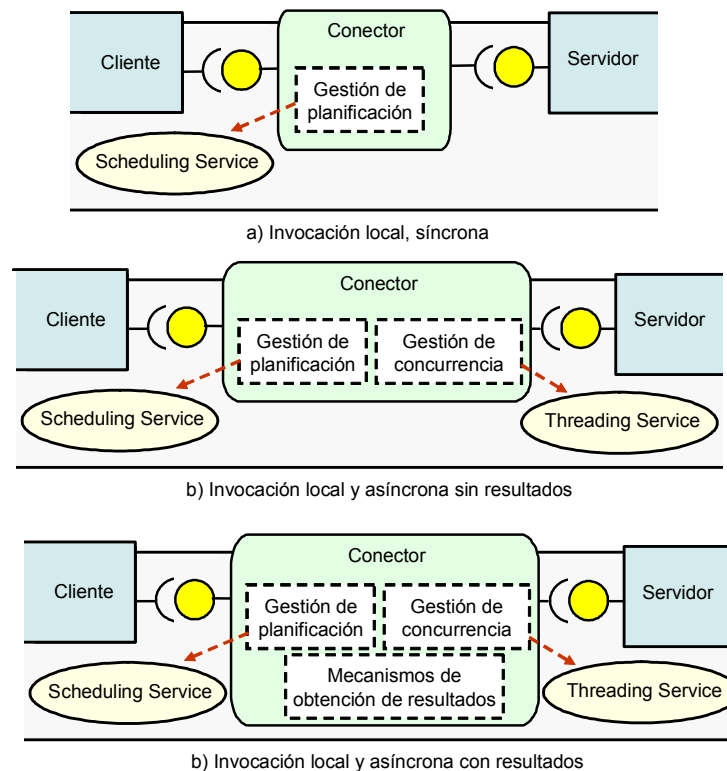 Cliente
Conector
Servidor
Gestión de
planificación
Scheduling Service
a) Invocación local, síncrona
Cliente
Conector
Servidor
Gestión de
planificación
Gestión de
concurrencia
Scheduling Service
Threading Service
b) Invocación local y asíncrona sin resultados
Cliente
Conector
Servidor
Gestión de
planificación
Gestión de
concurrencia
Mecanismos de
obtención de resultados
Scheduling Service
Threading Service
b) Invocación local y asíncrona con resultados